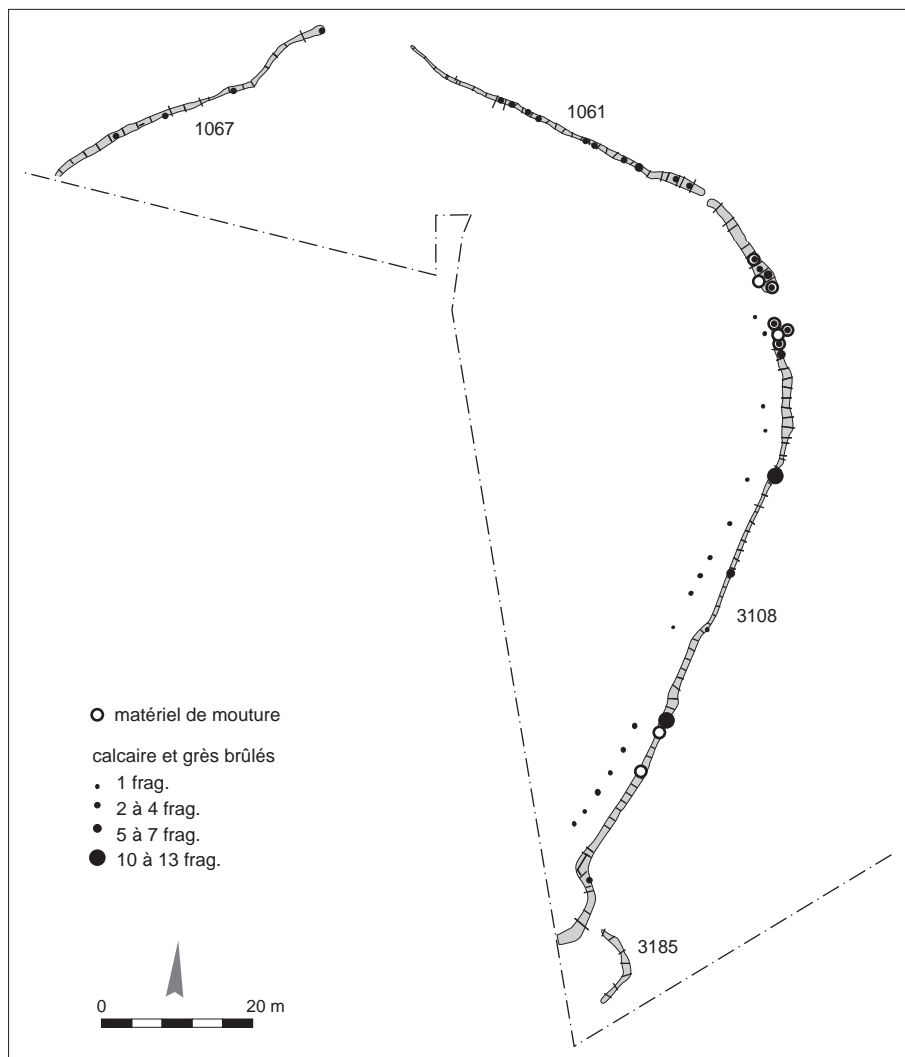 1067
1061
3108
matériel de mouture
calcaire et grès brûlés
1 frag.
2 à 4 frag.
5 à 7 frag.
10 à 13 frag.
3185
0 20 m